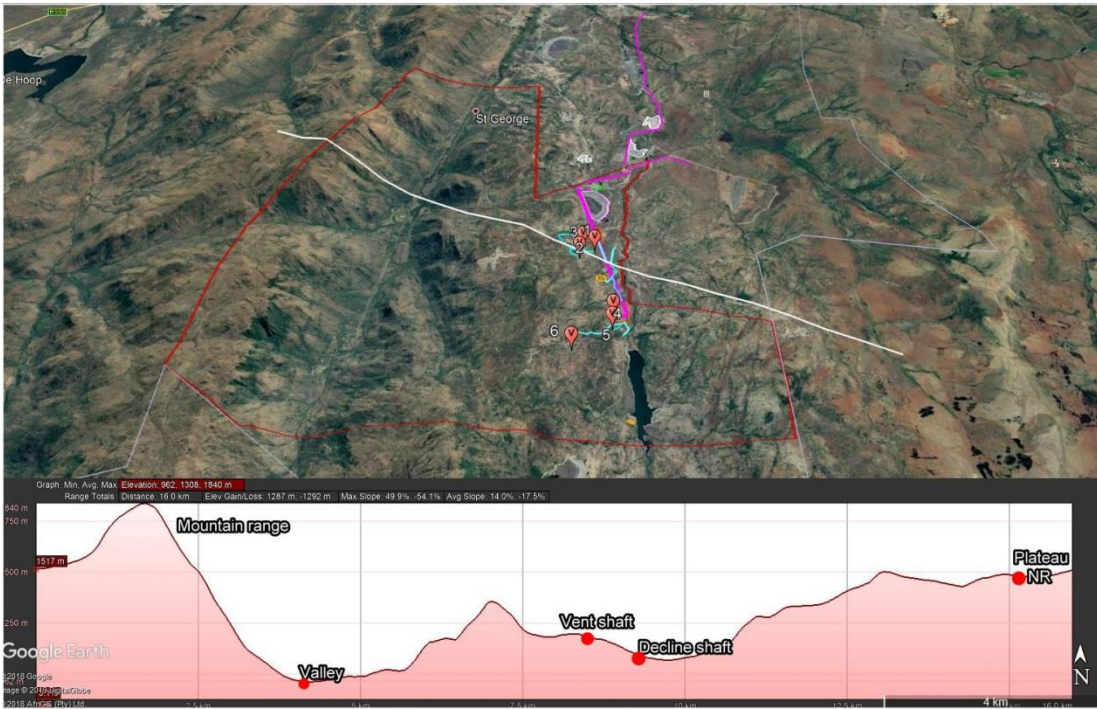 De Hoop
St George
3
1
2
4
5
6
Graph: Min, Avg, Max Elevation: 962, 1308, 1840 m
Range Totals: Distance: 16.0 km Elev Gain/Loss: 1287 m, -1292 m Max Slope: 49.9%, -54.1% Avg Slope: 14.0%, -17.5%
840 m
750 m
Mountain range
1517 m
Plateau
500 m
NR
250 m
Vent shaft
Decline shaft
Google Earth
Valley
N
2018 Google
2.5 km
5 km
7.5 km
10 km
12.5 km
4 km
16.0 km
2018 AfriGIS (Pty) Ltd.